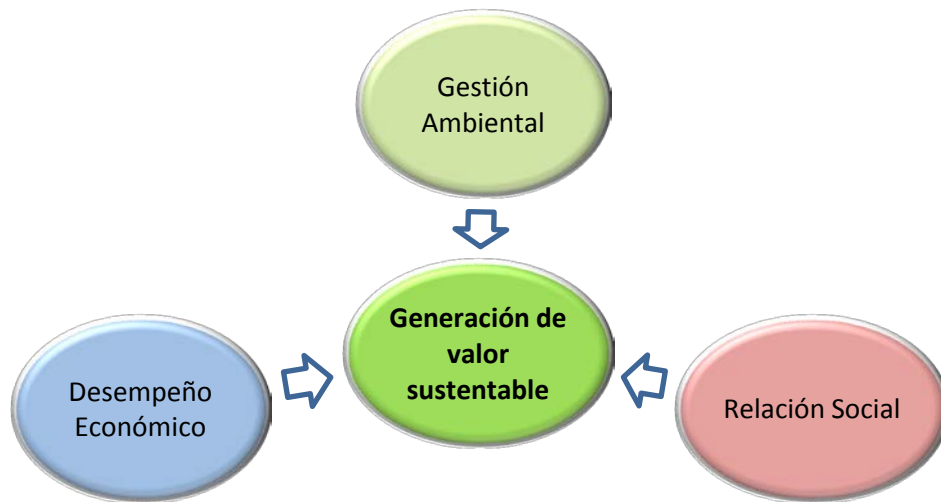 Gestión
Ambiental
Generación de
valor
sustentable
Desempeño
Económico
Relación Social